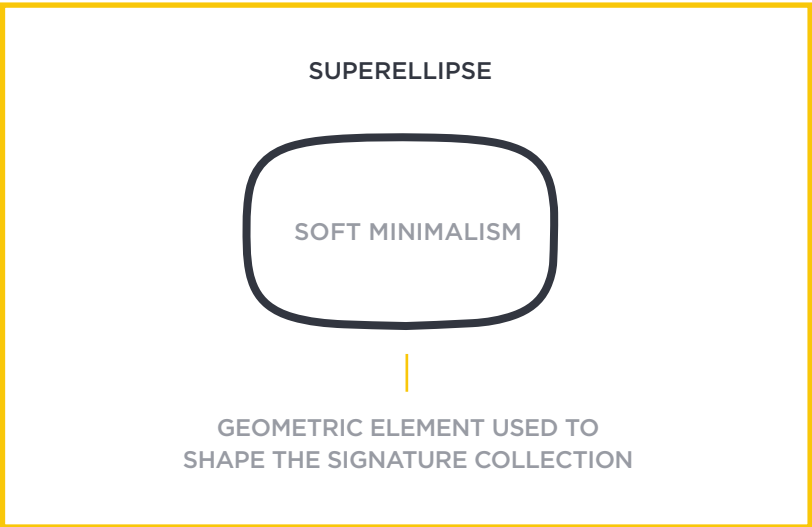 SUPERELLIPSE
SOFT MINIMALISM
GEOMETRIC ELEMENT USED TO
SHAPE THE SIGNATURE COLLECTION